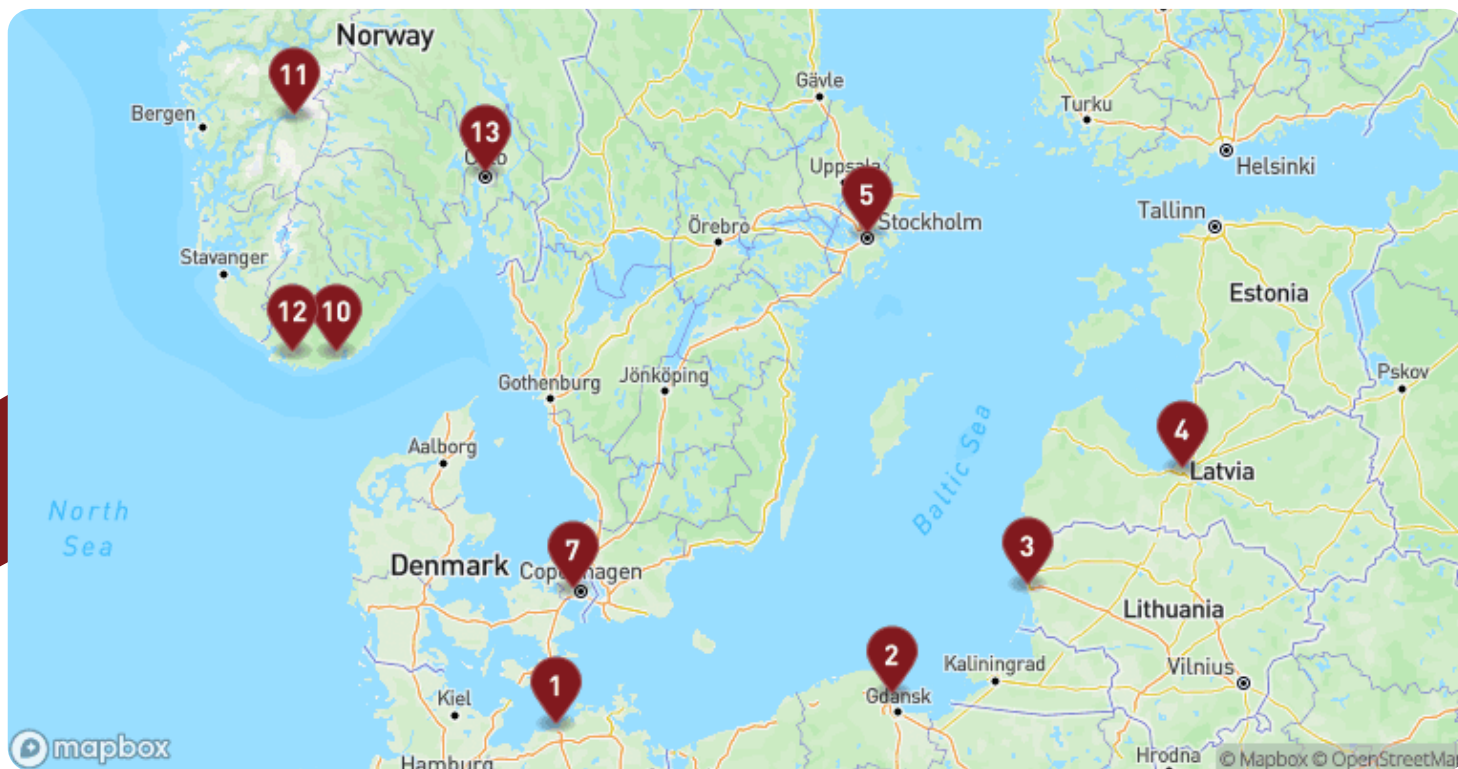 Norway
11
Gävle
Bergen
Turku
13
Helsinki
Uppsala
5
Tallinn
Örebro
Stockholm
Stavanger
Estonia
12
10
Pskov
Gothenburg
Jönköping
Aalborg
4
Baltic Sea
Latvia
North
Sea
3
7
Denmark
Copenhagen
Lithuania
2
Kaliningrad
Vilnius
1
Kiel
Gdansk
mapbox
Hrodna
Hamburg
© Mapbox © OpenStreetMap